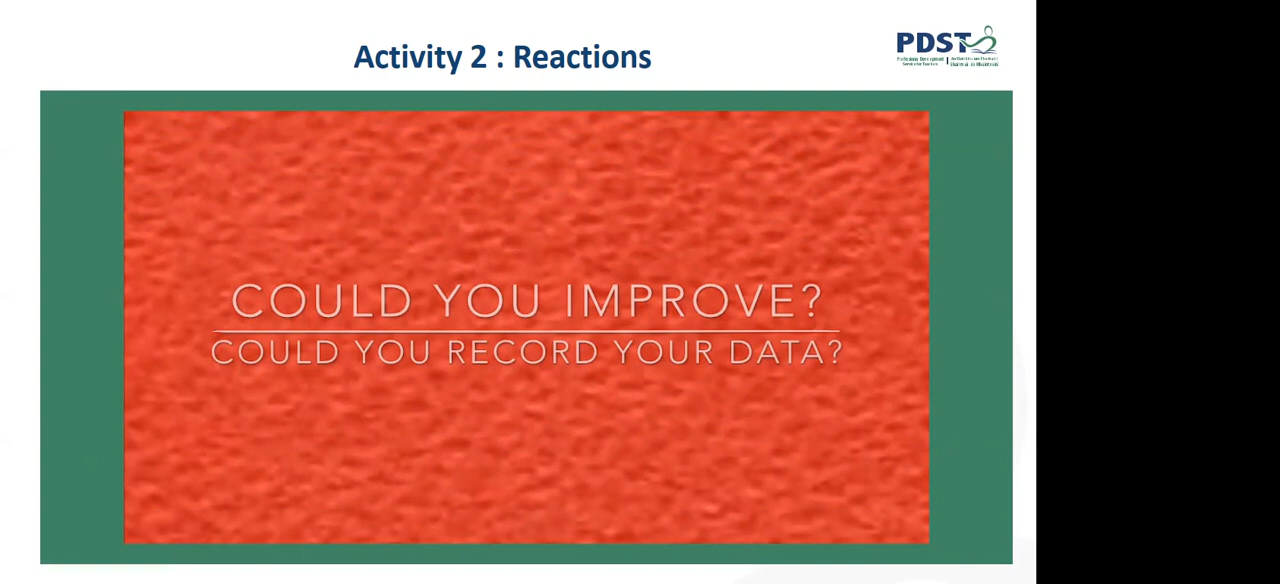 Activity 2 : Reactions
PDST
COULD YOU IMPROVE?
COULD YOU RECORD YOUR DATA?